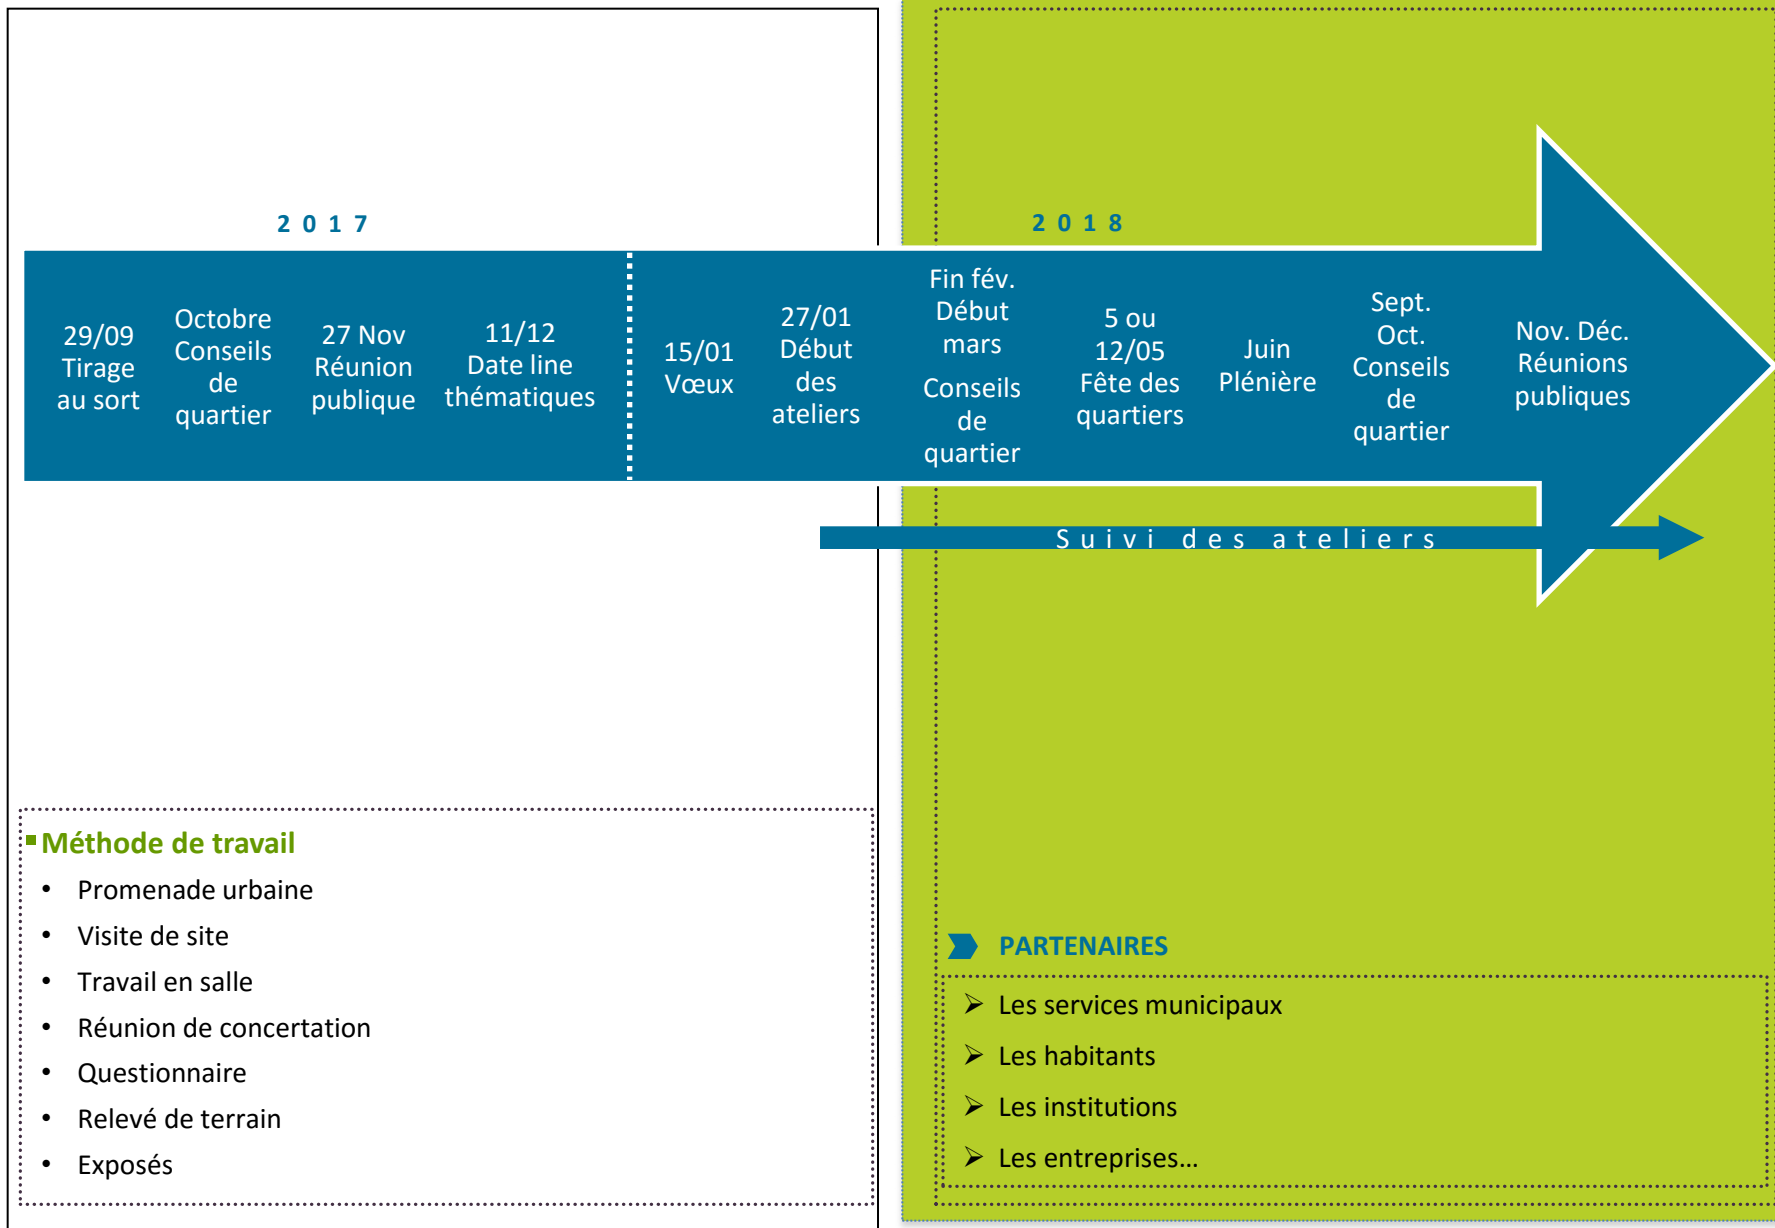 2 0 1 7
2 0 1 8
29/09
Tirage
au sort
Octobre
Conseils
de
quartier
27 Nov
Réunion
publique
11/12
Date line
thématiques
15/01
Vœux
27/01
Début
des
ateliers
Fin fév.
Début
mars
Conseils
de
quartier
5 ou
12/05
Fête des
quartiers
Juin
Plénière
Sept.
Oct.
Conseils
de
quartier
Nov. Déc.
Réunions
publiques
Suivi des ateliers
▪Méthode de travail
• Promenade urbaine
• Visite de site
• Travail en salle
• Réunion de concertation
• Questionnaire
• Relevé de terrain
• Exposés
PARTENAIRES
➢ Les services municipaux
➢ Les habitants
➢ Les institutions
➢ Les entreprises…